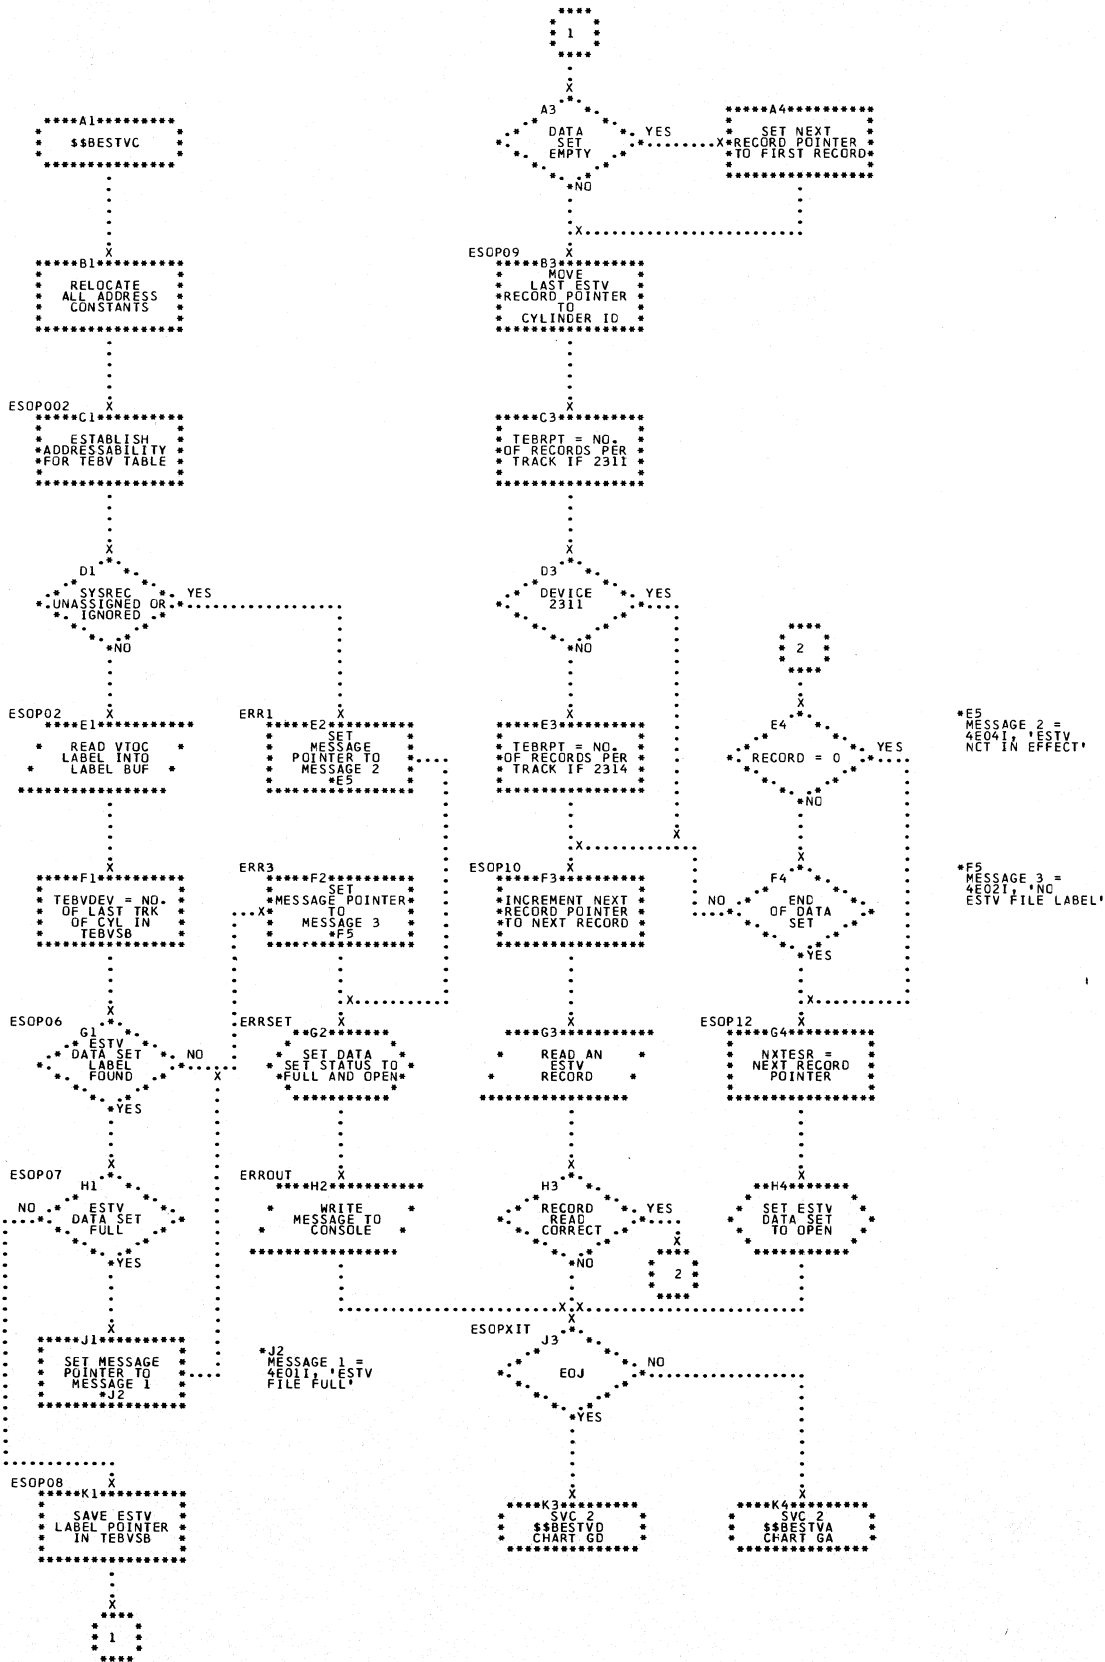 1
A1
$$BESTVC
B1
RELOCATE
ALL ADDRESS
CONSTANTS
ESOP002
C1
ESTABLISH
ADDRESSABILITY
FOR TEBV TABLE
D1
SYSREC
UNASSIGNED OR
IGNORED
YES
NO
ESOP02
E1
READ VTOC
LABEL INTO
LABEL BUF
F1
TEBVDEV = NO.
OF LAST TRK
OF CYL IN
TEBVSB
ESOP06
G1
ESTV
DATA SET
LABEL
FOUND
NO
YES
ESOP07
H1
ESTV
DATA SET
FULL
NO
YES
J1
SET MESSAGE
POINTER TO
MESSAGE 1
*J2
ESOP08
K1
SAVE ESTV
LABEL POINTER
IN TEBVSB
1
ERR1
E2
SET
MESSAGE
POINTER TO
MESSAGE 2
*E5
ERR3
F2
SET
MESSAGE POINTER
TO
MESSAGE 3
*F5
ERRSET
G2
SET DATA
SET STATUS TO
FULL AND OPEN
ERROUT
H2
WRITE
MESSAGE TO
CONSOLE
*J2
MESSAGE 1 =
4E01I, 'ESTV
FILE FULL'
A3
DATA
SET
EMPTY
YES
NO
A4
SET NEXT
RECORD POINTER
TO FIRST RECORD
ESOP09
B3
MOVE
LAST ESTV
RECORD POINTER
TO
CYLINDER ID
C3
TEBRPT = NO.
OF RECORDS PER
TRACK IF 2311
D3
DEVICE
2311
YES
NO
E3
TEBRPT = NO.
OF RECORDS PER
TRACK IF 2314
ESOP10
F3
INCREMENT NEXT
RECORD POINTER
TO NEXT RECORD
G3
READ AN
ESTV
RECORD
H3
RECORD
READ
CORRECT
YES
NO
2
ESOPXIT
J3
EOJ
NO
YES
K3
SVC 2
$$BESTVD
CHART GD
2
E4
RECORD = 0
YES
NO
F4
END
OF DATA
SET
NO
YES
ESOP12
G4
NXTESR =
NEXT RECORD
POINTER
H4
SET ESTV
DATA SET
TO OPEN
K4
SVC 2
$$BESTVA
CHART GA
*E5
MESSAGE 2 =
4E04I, 'ESTV
NCT IN EFFECT'
*F5
MESSAGE 3 =
4E02I, 'NO
ESTV FILE LABEL'